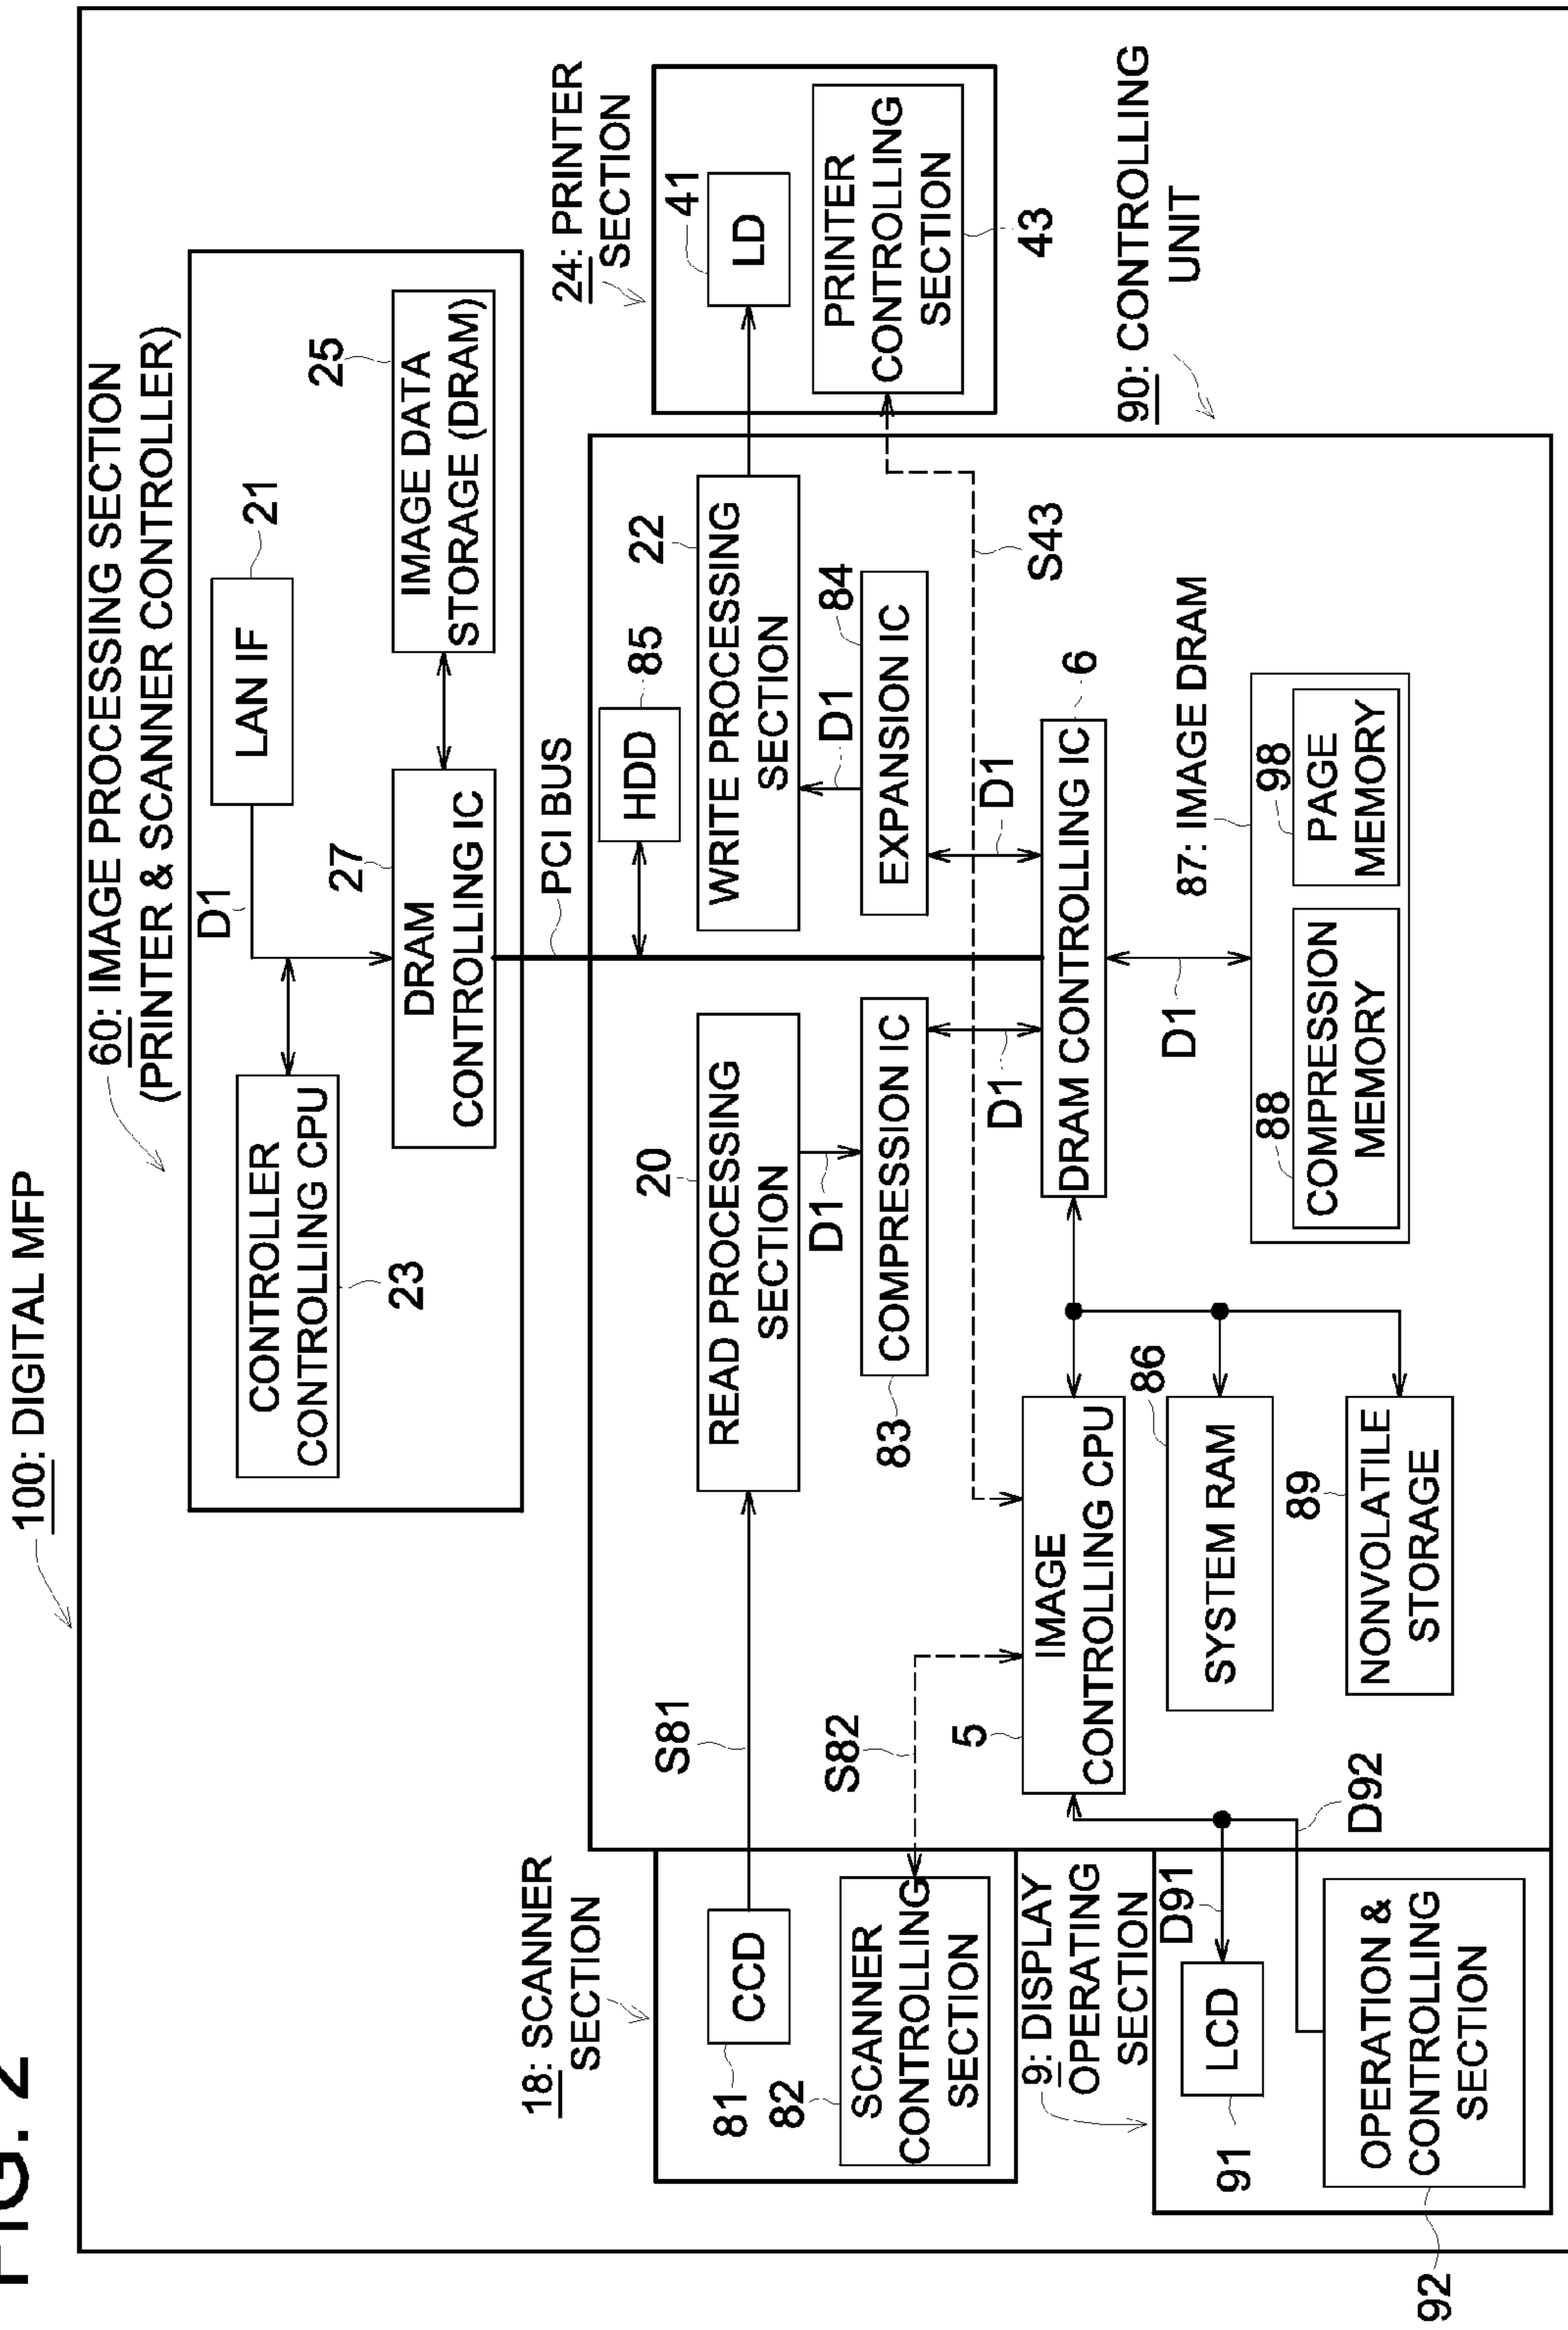 FIG. 2
100: DIGITAL MFP
60: IMAGE PROCESSING SECTION
(PRINTER & SCANNER CONTROLLER)
CONTROLLER
CONTROLLING CPU
23
D1
LAN IF
21
27
DRAM
CONTROLLING IC
25
IMAGE DATA
STORAGE (DRAM)
PCI BUS
18: SCANNER
SECTION
81
CCD
82
SCANNER
CONTROLLING
SECTION
S81
S82
20
READ PROCESSING
SECTION
D1
83
COMPRESSION IC
D1
HDD
85
22
WRITE PROCESSING
SECTION
D1
84
EXPANSION IC
D1
24: PRINTER
SECTION
41
LD
PRINTER
CONTROLLING
SECTION
43
S43
90: CONTROLLING
UNIT
5
IMAGE
CONTROLLING CPU
DRAM CONTROLLING IC
6
86
SYSTEM RAM
89
NONVOLATILE
STORAGE
D1
87: IMAGE DRAM
88
COMPRESSION
MEMORY
98
PAGE
MEMORY
9: DISPLAY
OPERATING
SECTION
D91
D92
91
LCD
OPERATION &
CONTROLLING
SECTION
92